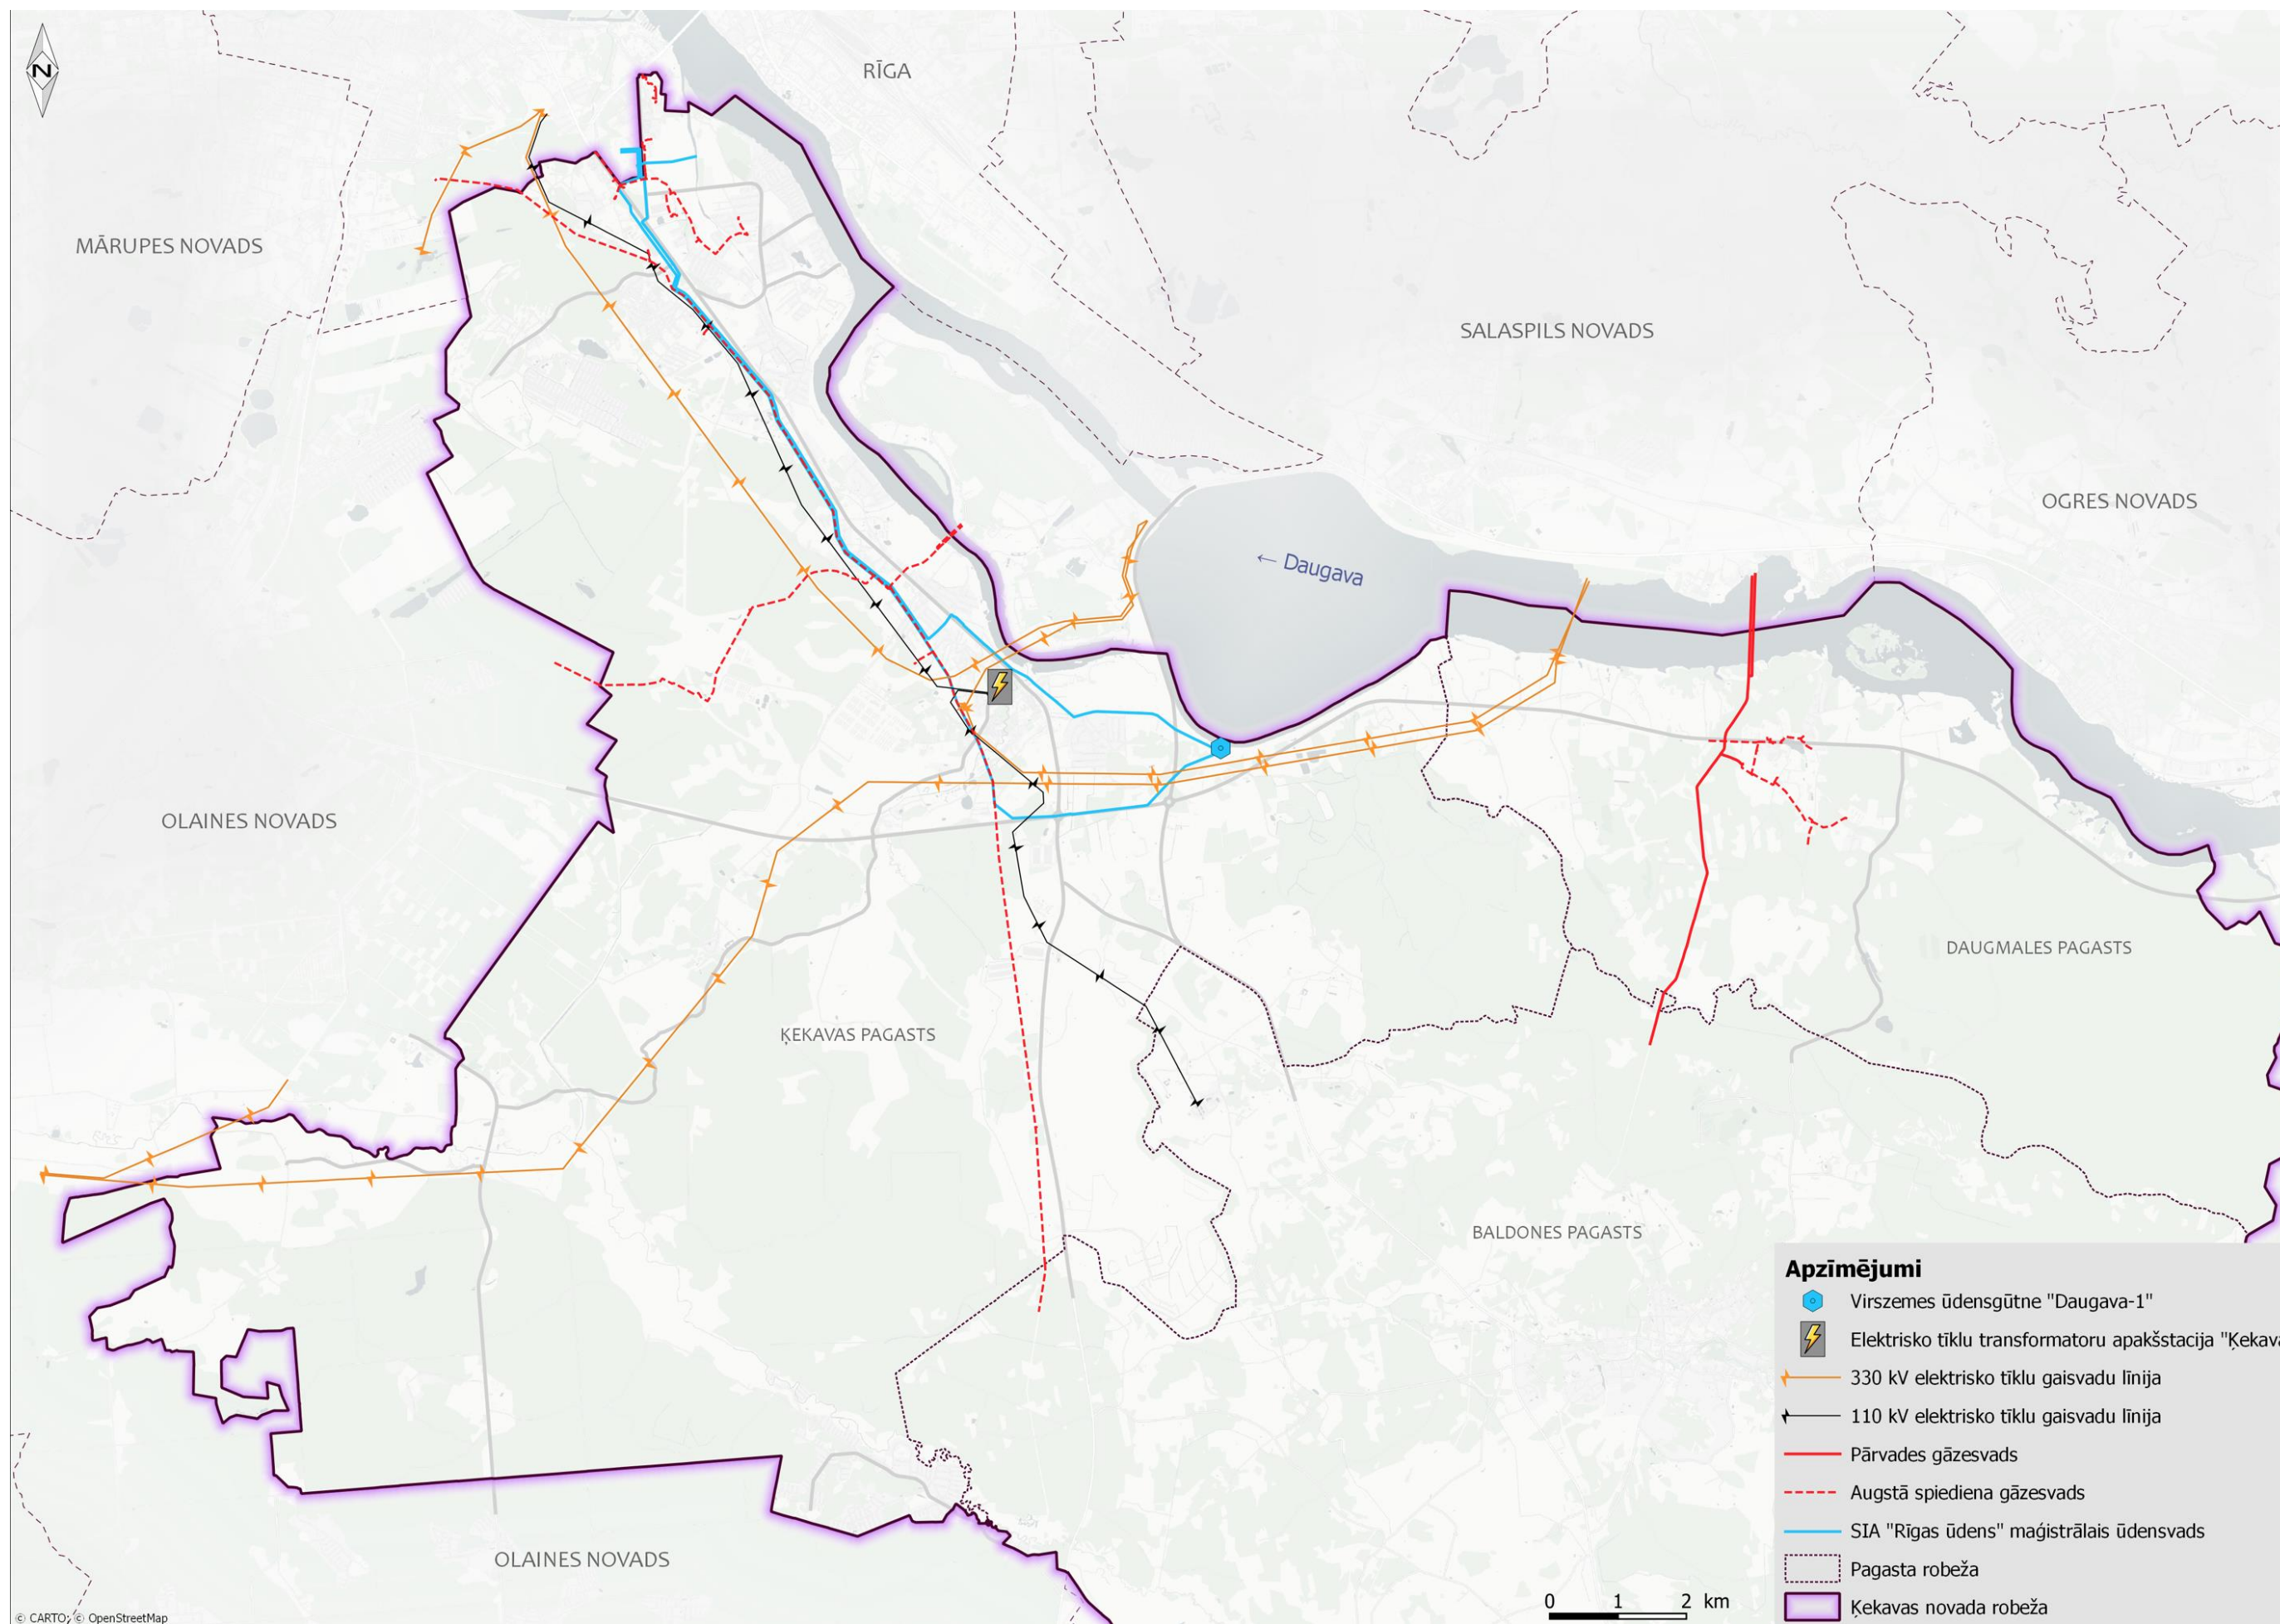 N
RĪGA
MĀRUPES NOVADS
SALASPILS NOVADS
OGRES NOVADS
← Daugava
OLAINES NOVADS
DAUGMALES PAGASTS
ĶEKAVAS PAGASTS
BALDONES PAGASTS
OLAINES NOVADS
Apzīmējumi
Virszemes ūdensgūtne "Daugava-1"
Elektrisko tīklu transformatoru apakšstacija "Ķekava
330 kV elektrisko tīklu gaisvadu līnija
110 kV elektrisko tīklu gaisvadu līnija
Pārvades gāzesvads
Augstā spiediena gāzesvads
SIA "Rīgas ūdens" maģistrālais ūdensvads
Pagasta robeža
Ķekavas novada robeža
0 1 2 km
© CARTO; © OpenStreetMap